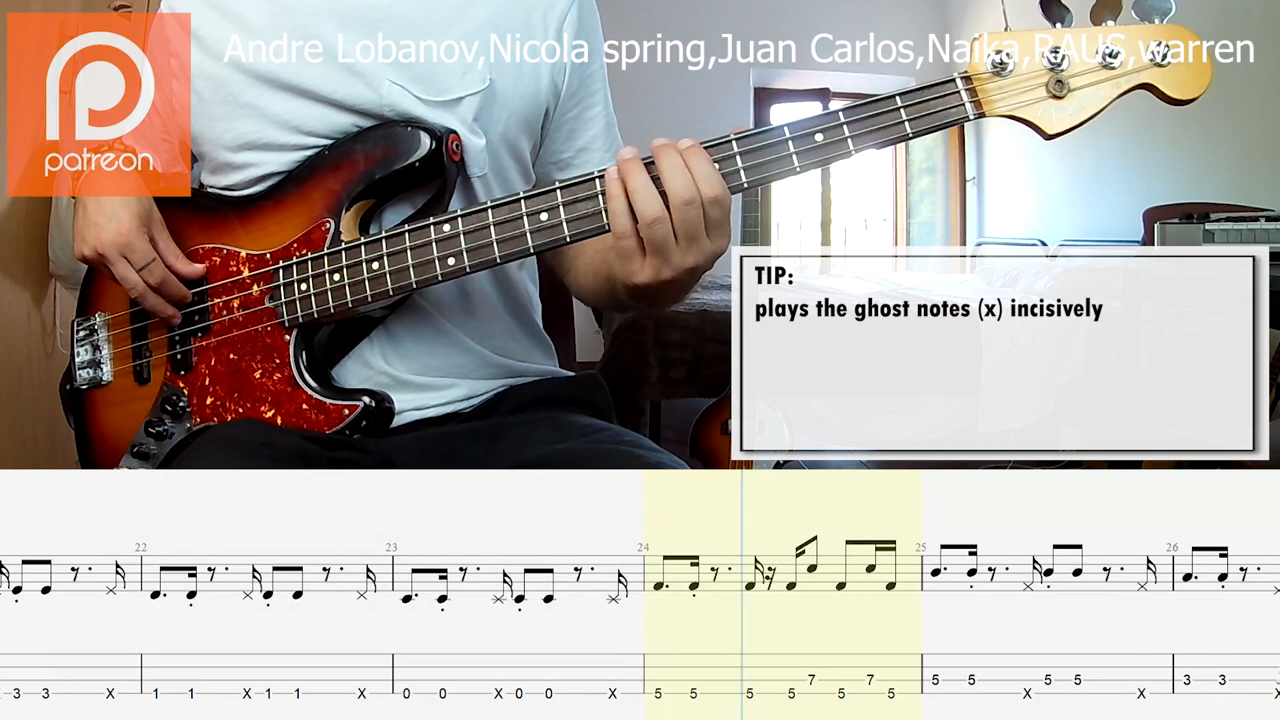 Andre Lobanov,Nicola spring,Juan Carlos,Naika,RAUS,warren
patreon
TIP:
plays the ghost notes (x) incisively
22 23 24 25 26
3 3 X 1 1 X 1 1 X 0 0 X 0 0 X 5 5 5 5 7 5 7 5 5 5 X 5 5 X 3 3